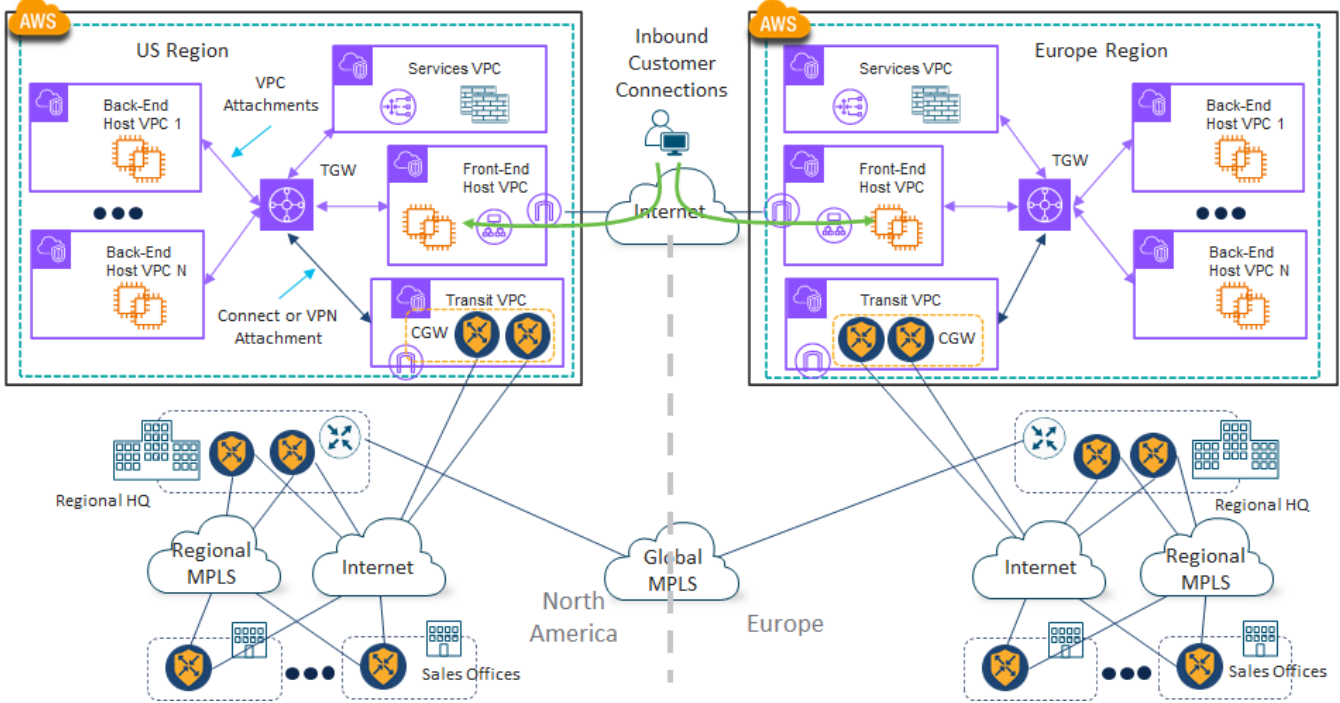 AWS
US Region
VPC
Attachments
Services VPC
Back-End
Host VPC 1
TGW
Front-End
Host VPC
Back-End
Host VPC N
Connect or VPN
Attachment
Transit VPC
CGW
Inbound
Customer
Connections
Internet
AWS
Europe Region
Services VPC
Back-End
Host VPC 1
TGW
Front-End
Host VPC
Back-End
Host VPC N
Transit VPC
CGW
Regional HQ
Regional
MPLS
Internet
Global
MPLS
North
America
Europe
Sales Offices
Regional HQ
Internet
Regional
MPLS
Sales Offices